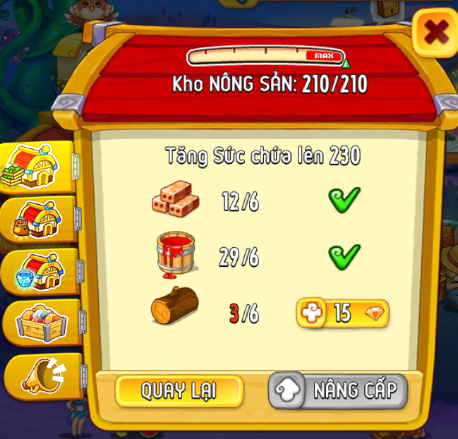 MAX
Kho NÔNG SẢN: 210/210
Tăng Sức chứa lên 230
12/6
29/6
3/6
15
QUAY LẠI
NÂNG CẤP